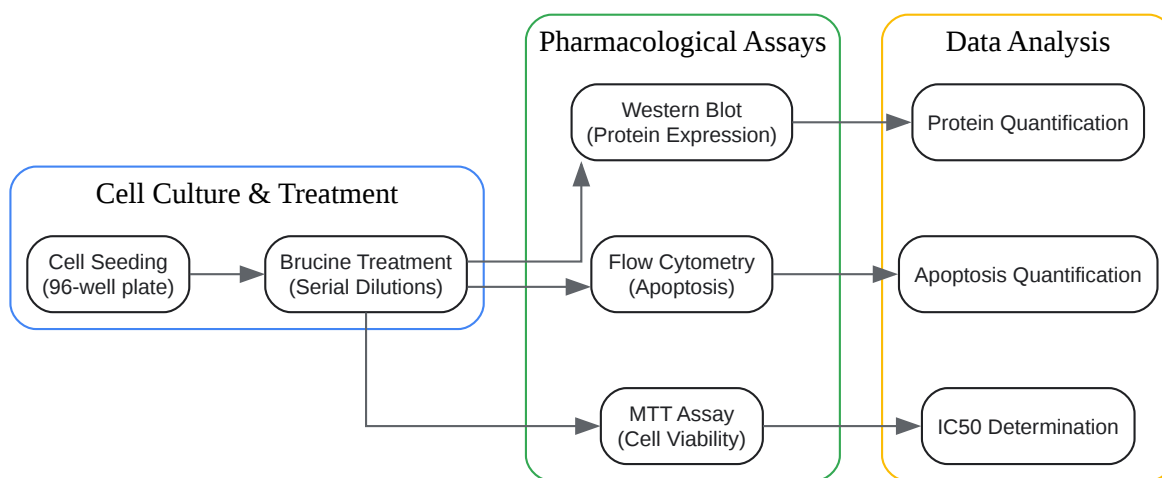 Cell Culture & Treatment
Cell Seeding
(96-well plate)
Brucine Treatment
(Serial Dilutions)
Pharmacological Assays
Western Blot
(Protein Expression)
Flow Cytometry
(Apoptosis)
MTT Assay
(Cell Viability)
Data Analysis
Protein Quantification
Apoptosis Quantification
IC50 Determination